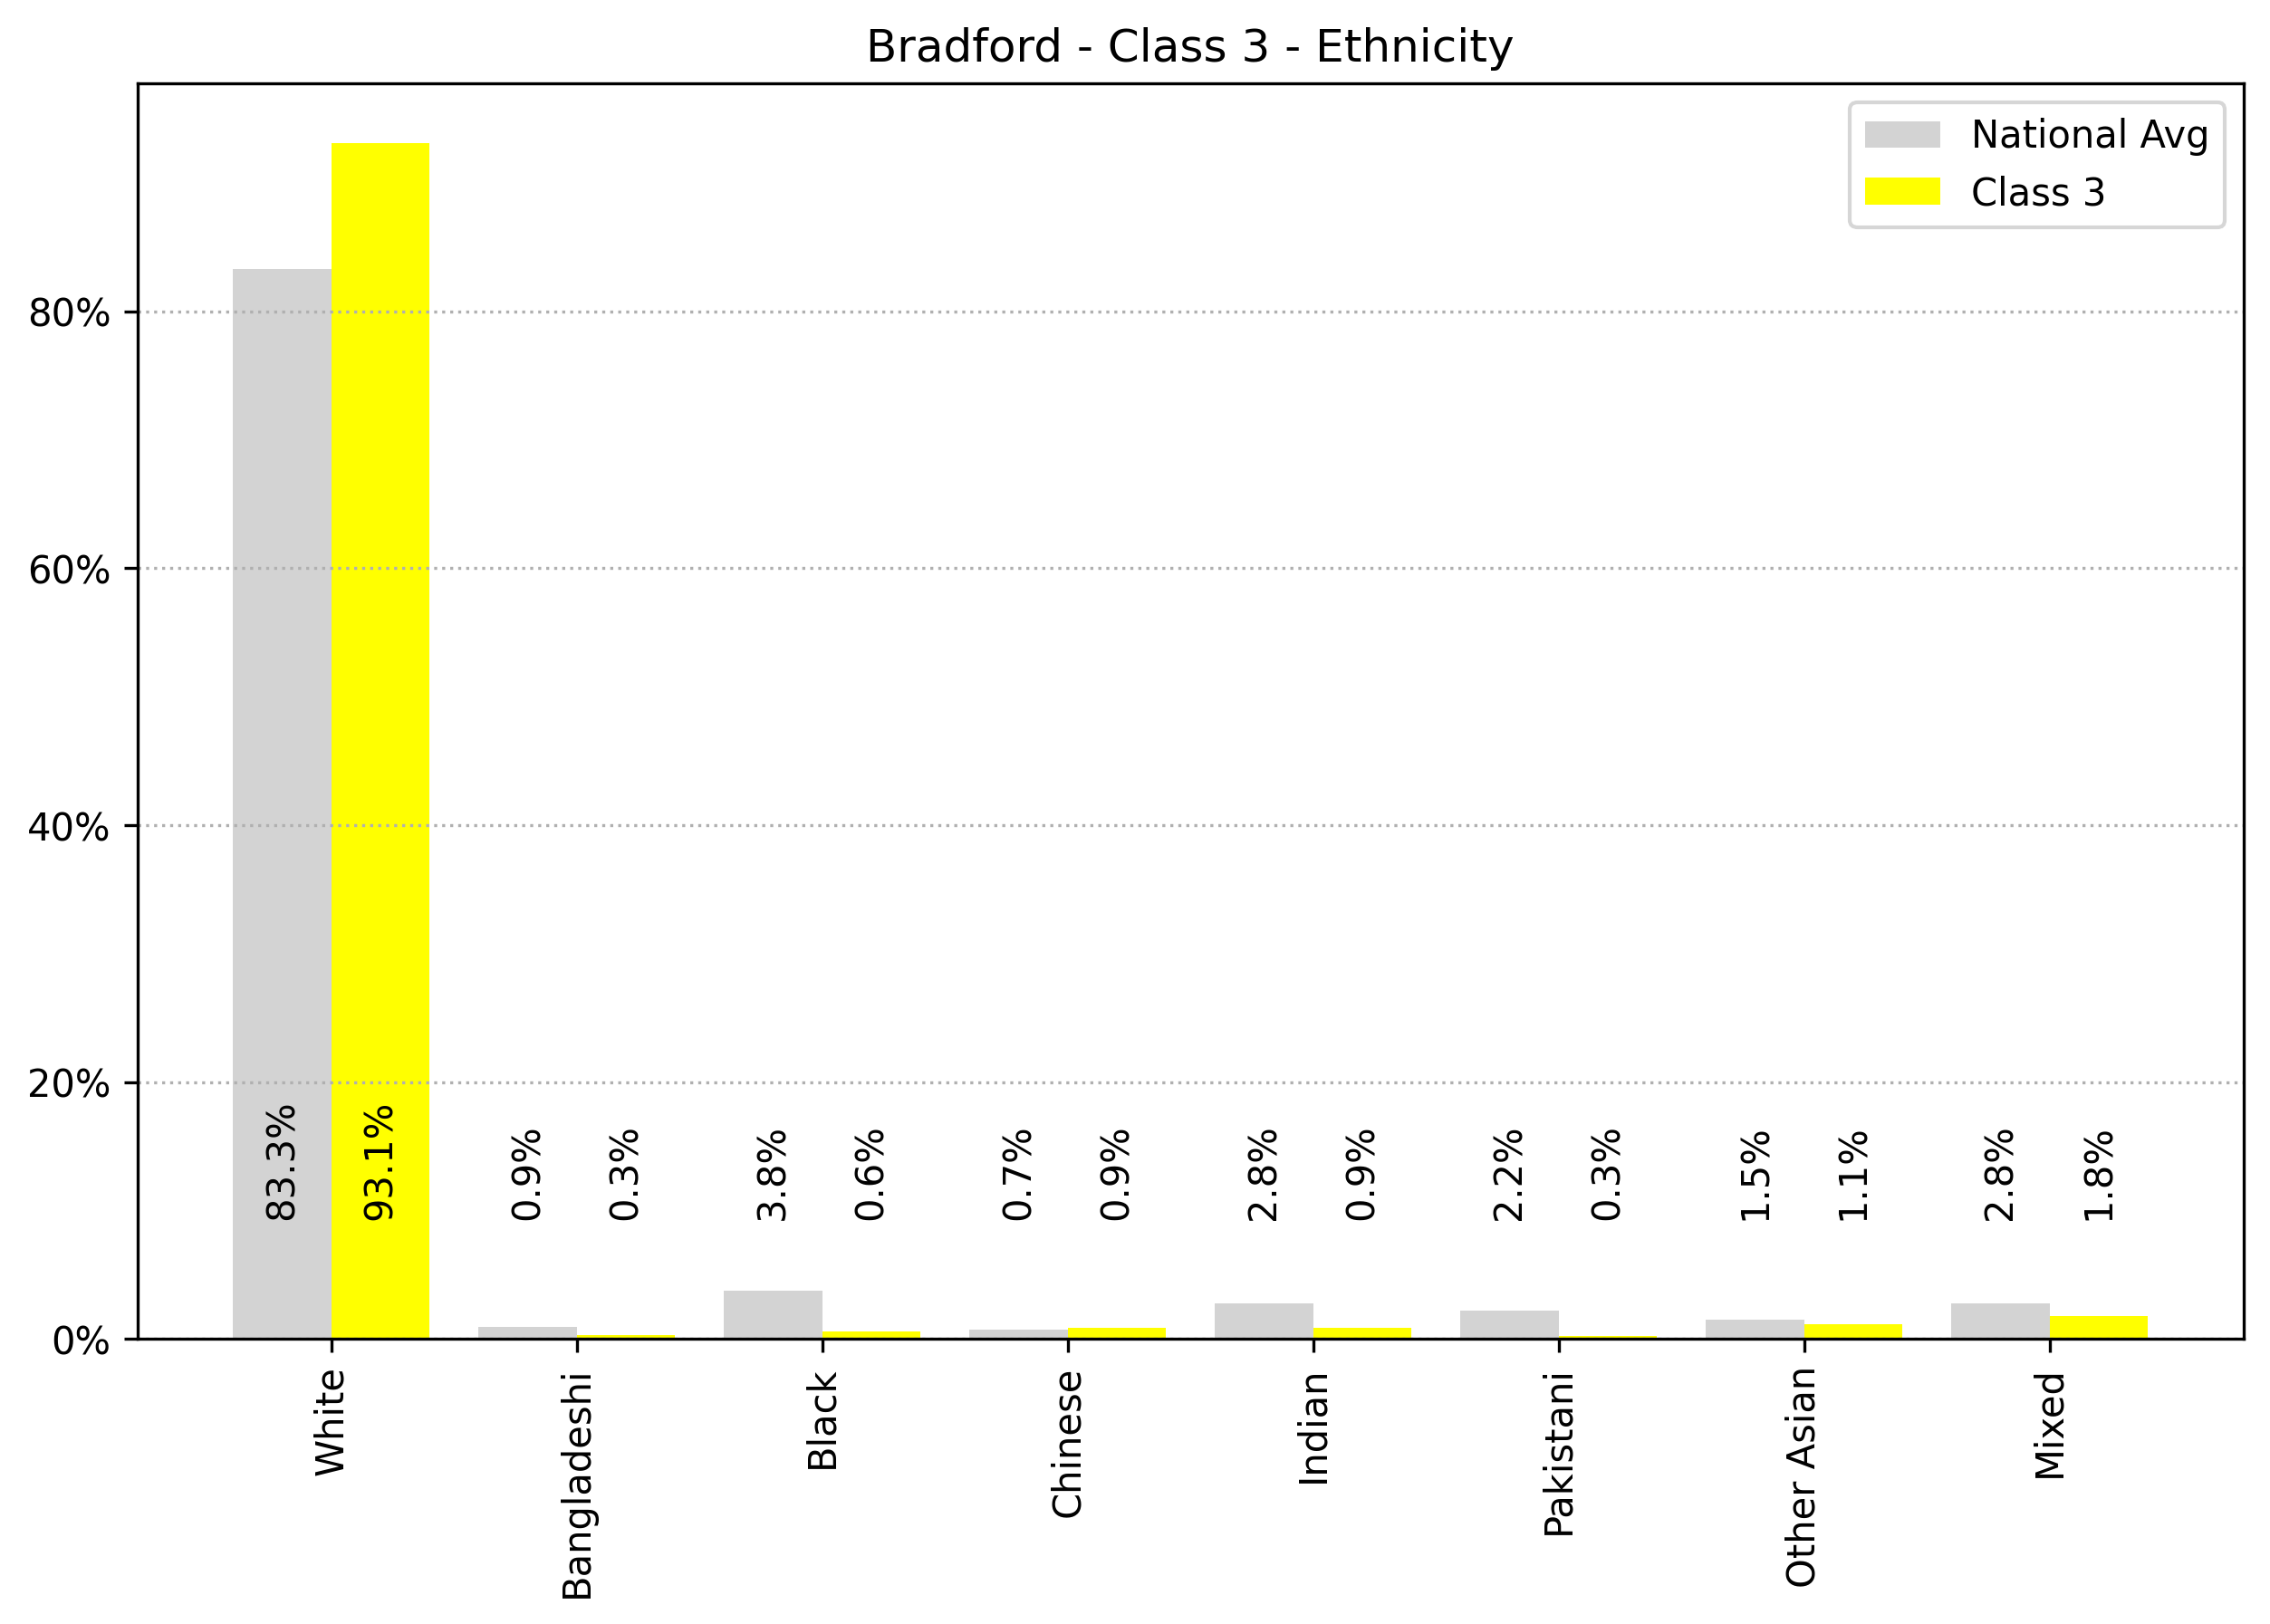 Bradford - Class 3 - Ethnicity
National Avg
Class 3
80%
60%
40%
20%
0%
83.3%
93.1%
0.9%
0.3%
3.8%
0.6%
0.7%
0.9%
2.8%
0.9%
2.2%
0.3%
1.5%
1.1%
2.8%
1.8%
White
Bangladeshi
Black
Chinese
Indian
Pakistani
Other Asian
Mixed